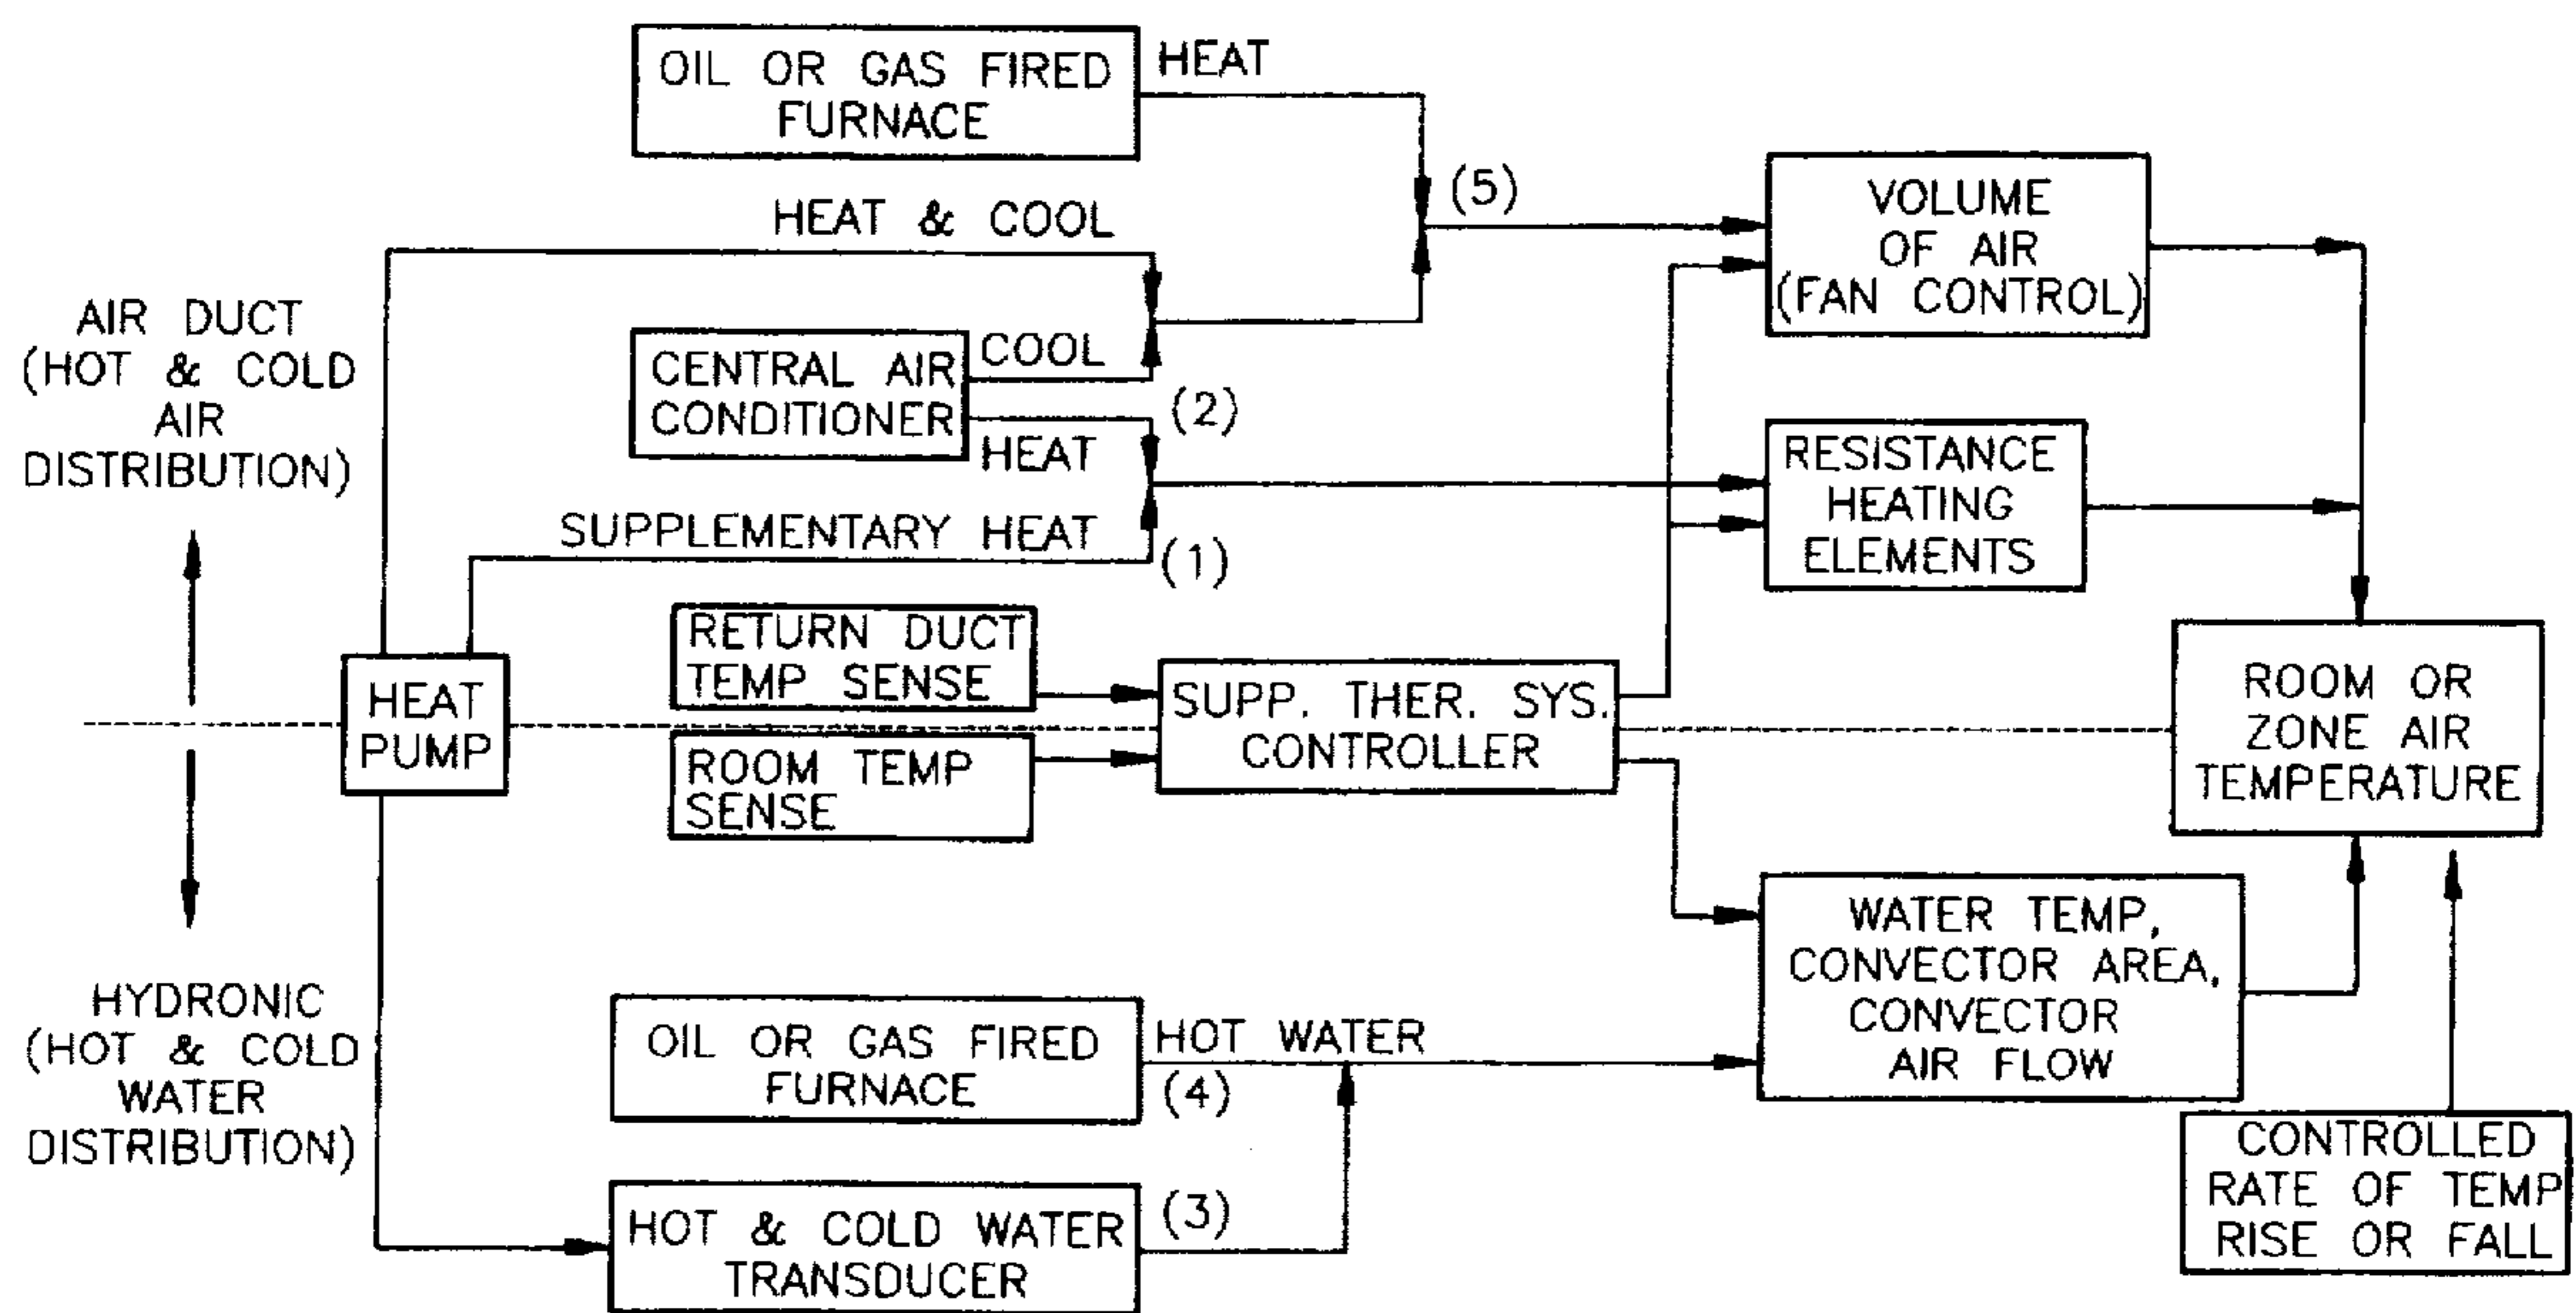 OIL OR GAS FIRED
FURNACE
HEAT
(5)
HEAT & COOL
VOLUME
OF AIR
(FAN CONTROL)
AIR DUCT
(HOT & COLD
AIR
DISTRIBUTION)
CENTRAL AIR
CONDITIONER
COOL
(2)
HEAT
RESISTANCE
HEATING
ELEMENTS
SUPPLEMENTARY HEAT
(1)
RETURN DUCT
TEMP SENSE
HEAT
PUMP
SUPP. THER. SYS.
CONTROLLER
ROOM TEMP
SENSE
ROOM OR
ZONE AIR
TEMPERATURE
HYDRONIC
(HOT & COLD
WATER
DISTRIBUTION)
OIL OR GAS FIRED
FURNACE
HOT WATER
(4)
WATER TEMP,
CONVECTOR AREA,
CONVECTOR
AIR FLOW
HOT & COLD WATER
TRANSDUCER
(3)
CONTROLLED
RATE OF TEMP
RISE OR FALL